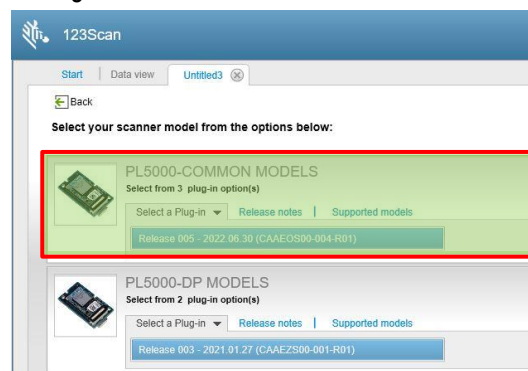 123Scan
Start | Data view Untitled3
Back
Select your scanner model from the options below:
PL5000-COMMON MODELS
Select from 3 plug-in option(s)
Select a Plug-in Release notes | Supported models
Release 005 - 2022.06.30 (CAAEOS00-004-R01)
PL5000-DP MODELS
Select from 2 plug-in option(s)
Select a Plug-in Release notes | Supported models
Release 003 - 2021.01.27 (CAAEZS00-001-R01)